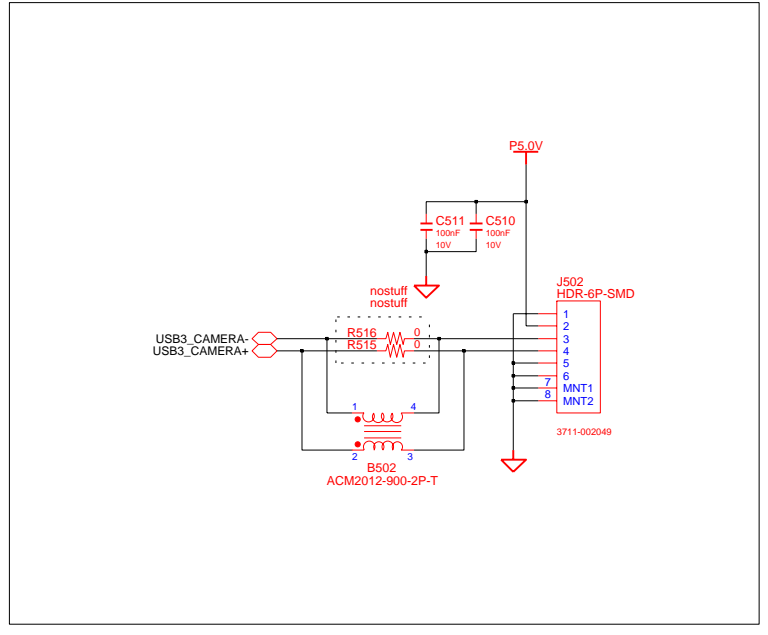 P5.0V
C511
100nF
10V
C510
100nF
10V
nostuff
nostuff
J502
HDR-6P-SMD
USB3_CAMERA-
R516
0
USB3_CAMERA+
R515
0
1
2
3
4
5
6
7
MNT1
8
MNT2
3711-002049
1
4
2
3
B502
ACM2012-900-2P-T